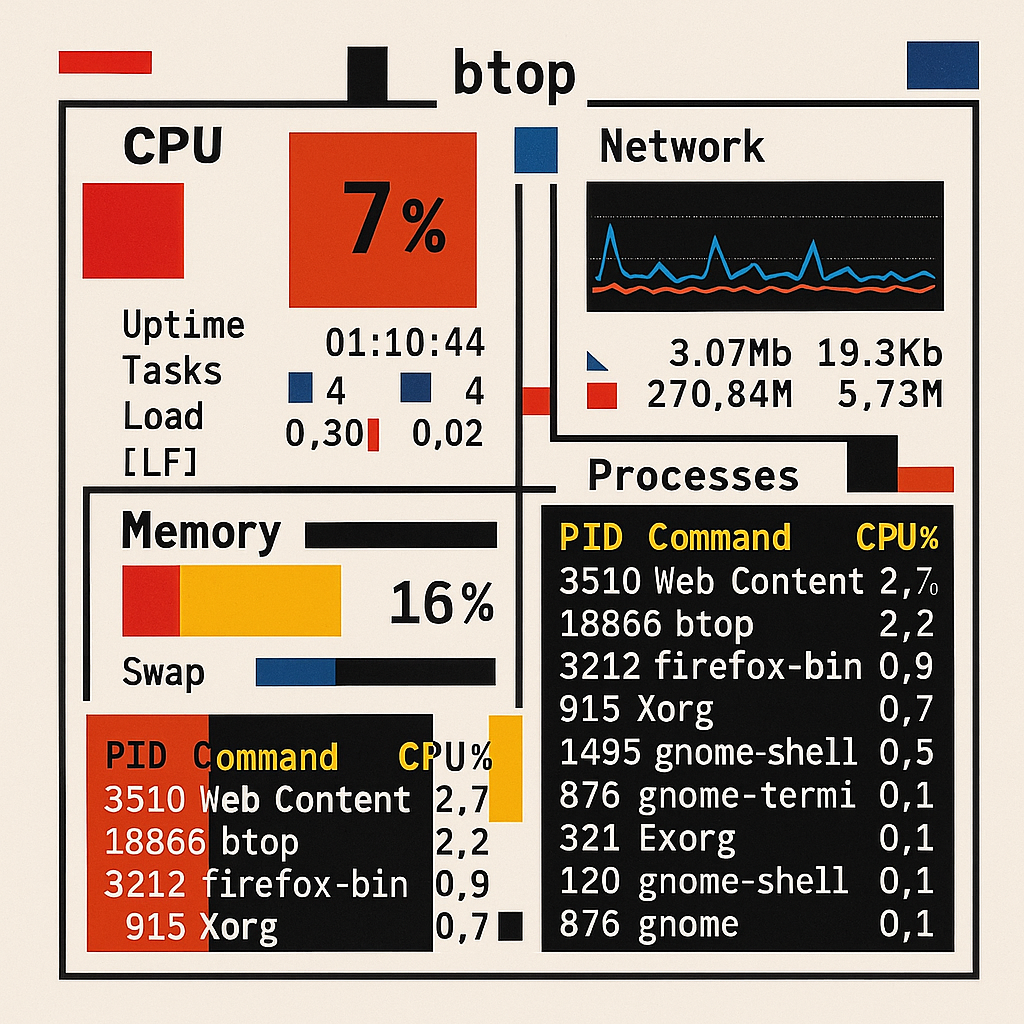 btop
CPU
7%
Uptime 01:10:44
Tasks 4 4
Load 0,30 0,02
[LF]
Network
3.07Mb 19.3Kb
270,84M 5,73M
Memory
16%
Swap
PID Command CPU%
3510 Web Content 2,7
18866 btop 2,2
3212 firefox-bin 0,9
915 Xorg 0,7
Processes
PID Command CPU%
3510 Web Content 2,70
18866 btop 2,2
3212 firefox-bin 0,9
915 Xorg 0,7
1495 gnome-shell 0,5
876 gnome-termi 0,1
321 Exorg 0,1
120 gnome-shell 0,1
876 gnome 0,1